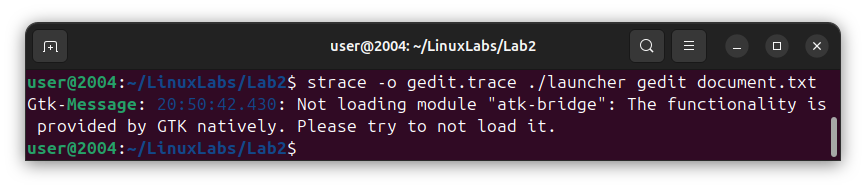 user@2004: ~/LinuxLabs/Lab2
user@2004:~/LinuxLabs/Lab2$ strace -o gedit.trace ./launcher gedit document.txt
Gtk-Message: 20:50:42.430: Not loading module "atk-bridge": The functionality is
provided by GTK natively. Please try to not load it.
user@2004:~/LinuxLabs/Lab2$